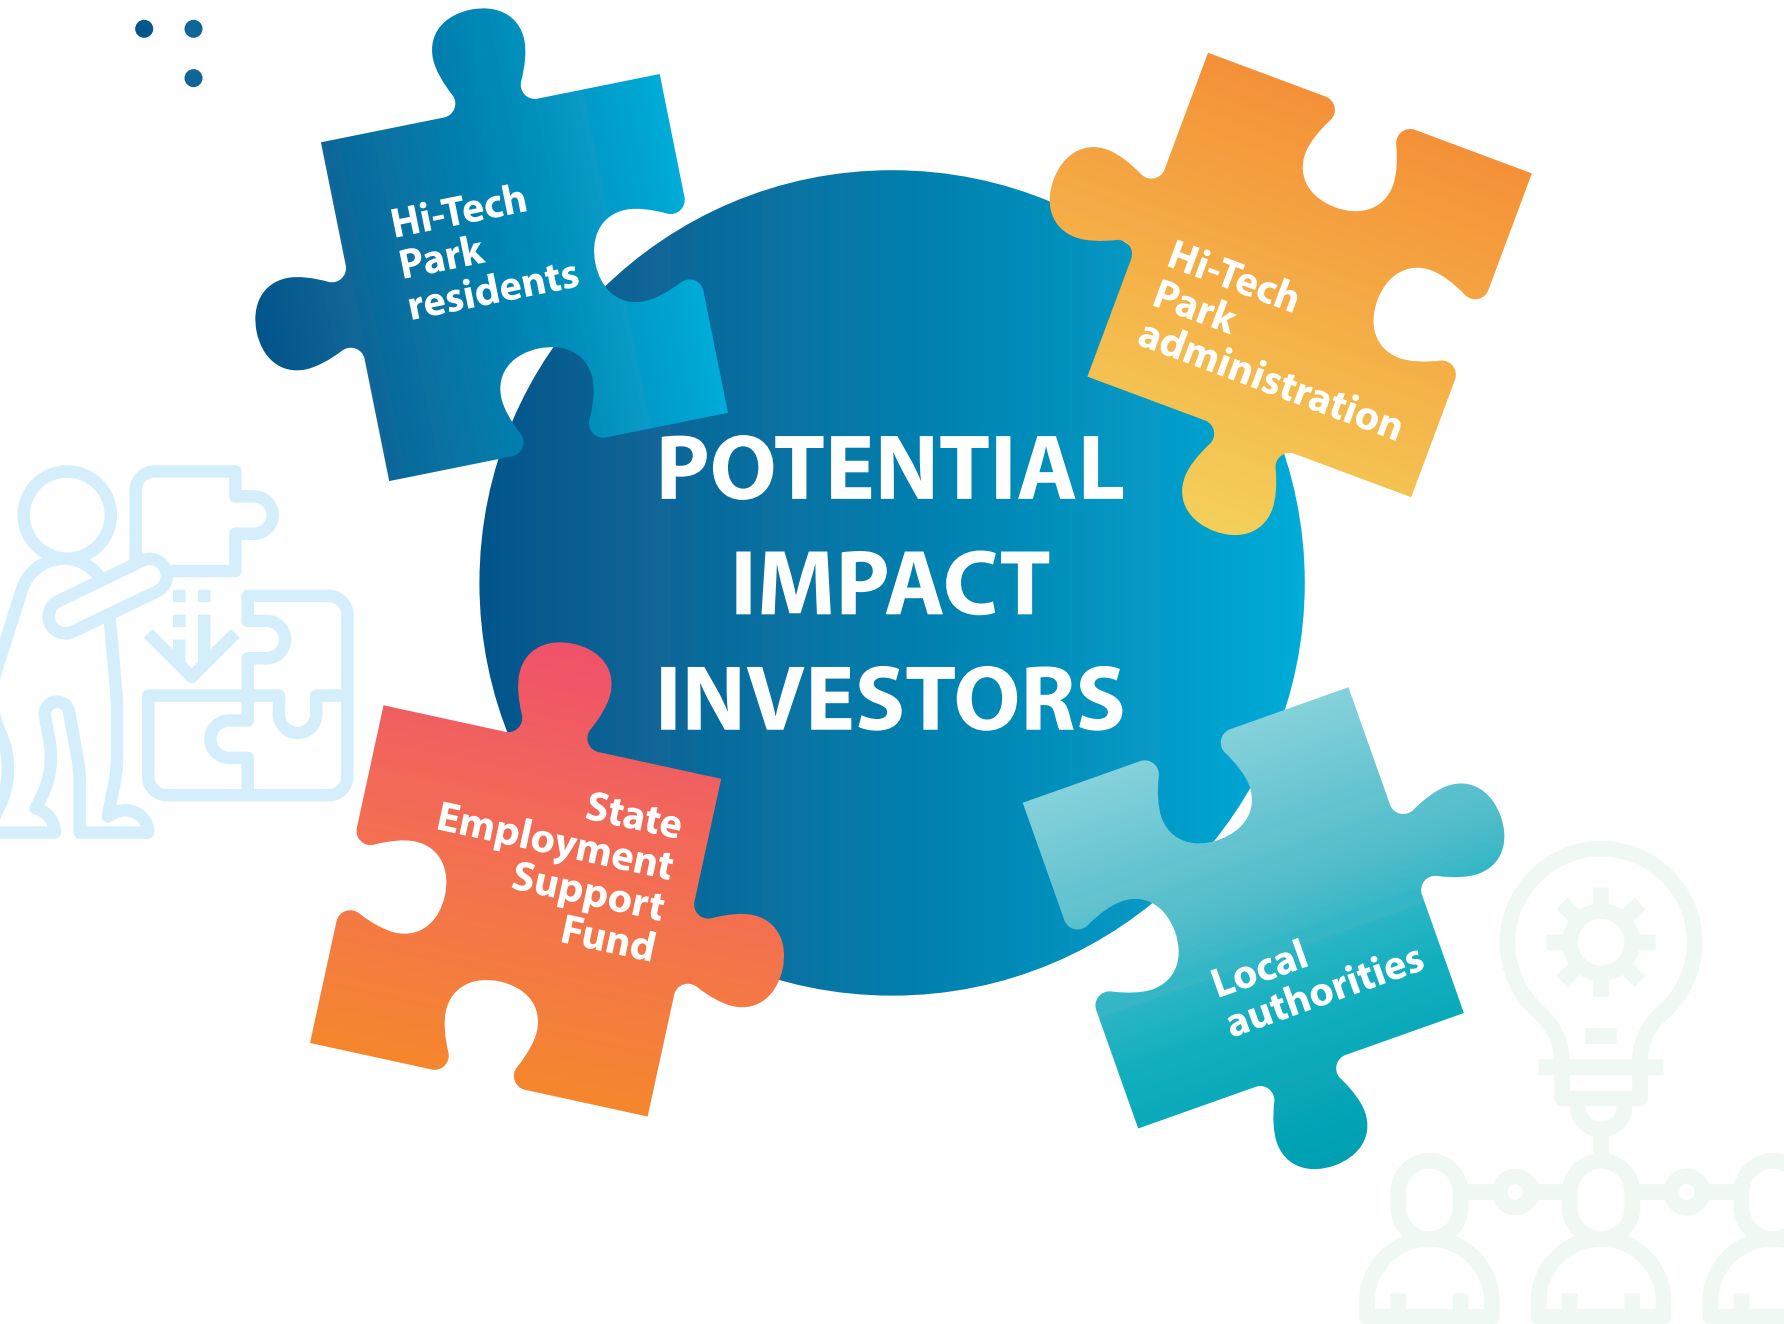 Hi-Tech
Park
residents
Hi-Tech
Park
administration
POTENTIAL
IMPACT
INVESTORS
State
Employment
Support
Fund
Local
authorities